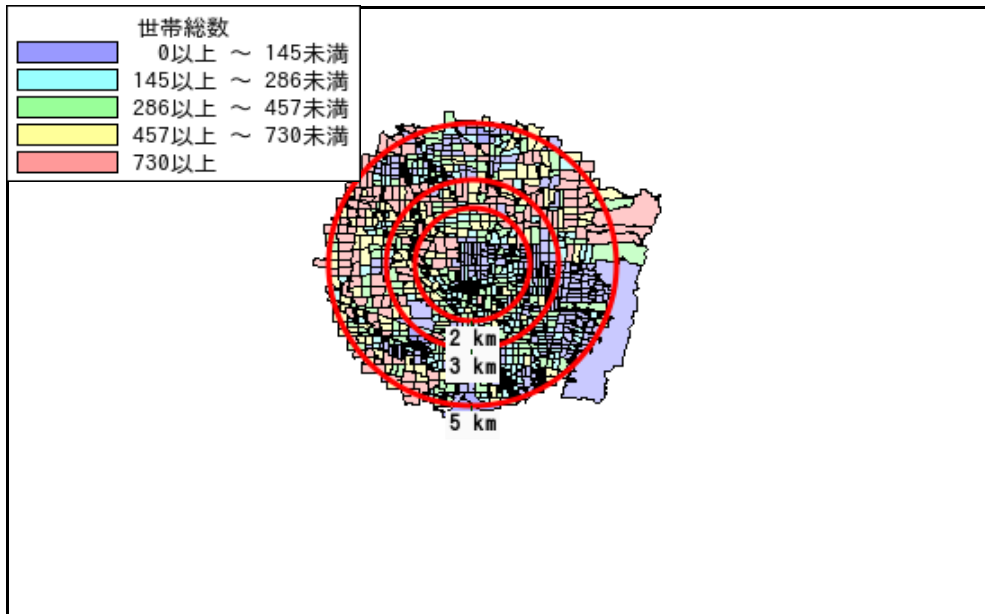 世帯総数
0以上 ～ 145未満
145以上 ～ 286未満
286以上 ～ 457未満
457以上 ～ 730未満
730以上
2 km
3 km
5 km